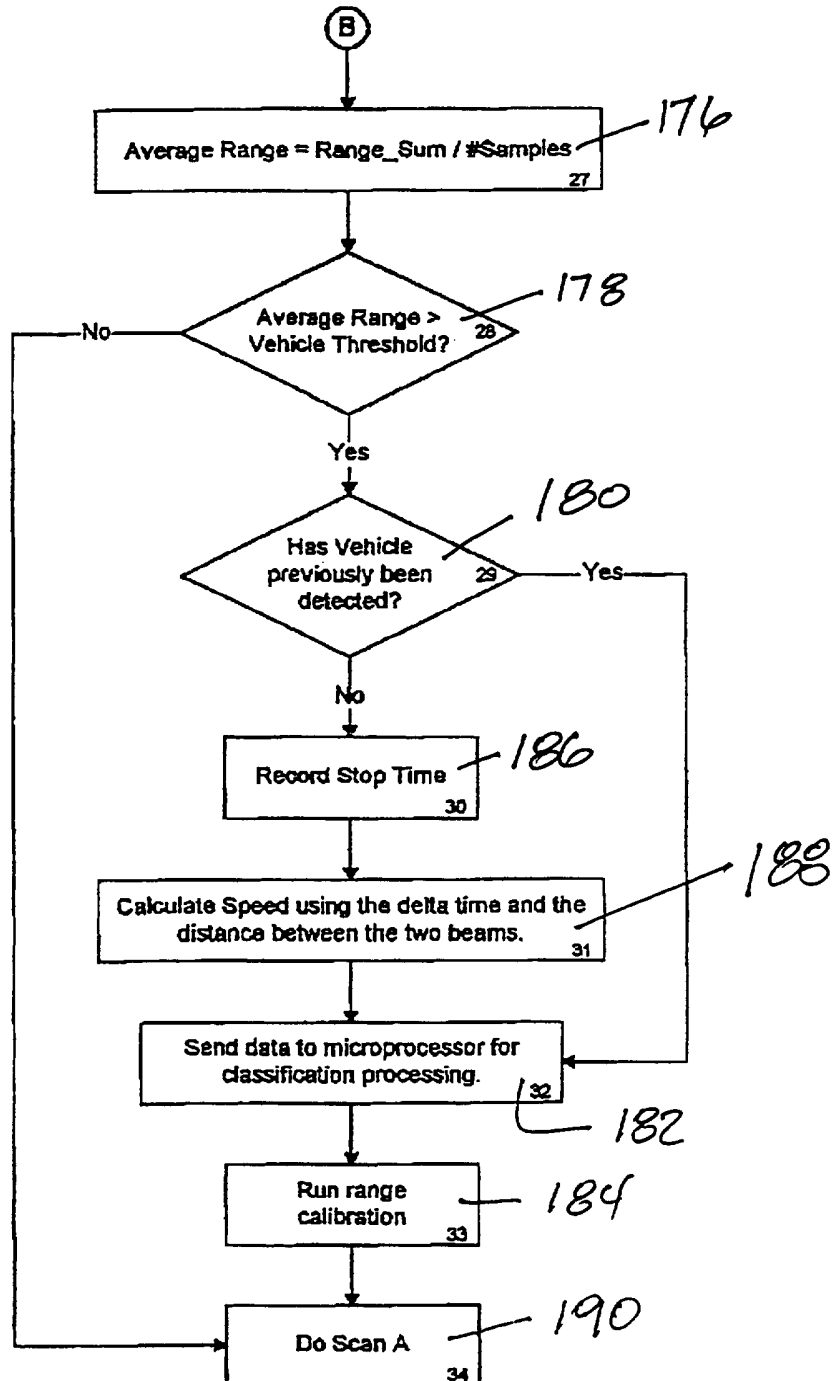 B
Average Range = Range_Sum / #Samples
27
176
Average Range >
Vehicle Threshold?
28
178
No
Yes
Has Vehicle
previously been
detected?
29
180
Yes
No
Record Stop Time
30
186
Calculate Speed using the delta time and the
distance between the two beams.
31
188
Send data to microprocessor for
classification processing.
32
182
Run range
calibration
33
184
Do Scan A
34
190